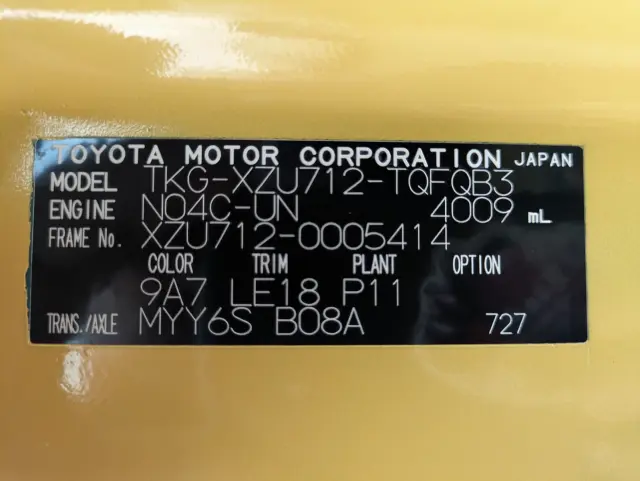 TOYOTA MOTOR CORPORATION JAPAN
MODEL TKG-XZU712-TQFQB3
ENGINE N04C-UN 4009 mL
FRAME No. XZU712-0005414
COLOR TRIM PLANT OPTION
9A7 LE18 P11
TRANS./AXLE MYY6S B08A 727